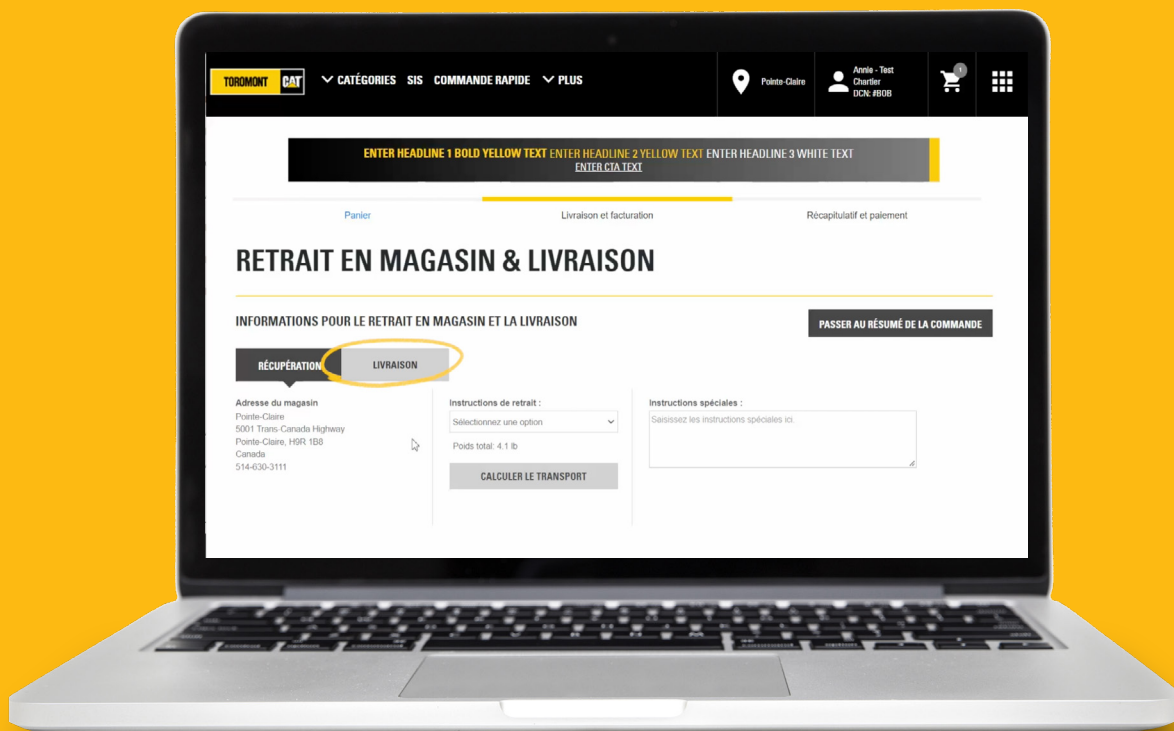 TOROMONT CAT
CATÉGORIES SIS COMMANDE RAPIDE PLUS
Pointe-Claire
Annie - Test
Chartier
DCN: #BOB
1
ENTER HEADLINE 1 BOLD YELLOW TEXT ENTER HEADLINE 2 YELLOW TEXT ENTER HEADLINE 3 WHITE TEXT
ENTER CTA TEXT
Panier
Livraison et facturation
Récapitulatif et paiement
RETRAIT EN MAGASIN & LIVRAISON
INFORMATIONS POUR LE RETRAIT EN MAGASIN ET LA LIVRAISON
PASSER AU RÉSUMÉ DE LA COMMANDE
RÉCUPÉRATION
LIVRAISON
Adresse du magasin
Pointe-Claire
5001 Trans-Canada Highway
Pointe-Claire, H9R 1B8
Canada
514-630-3111
Instructions de retrait :
Sélectionnez une option
Poids total: 4.1 lb
CALCULER LE TRANSPORT
Instructions spéciales :
Saisissez les instructions spéciales ici